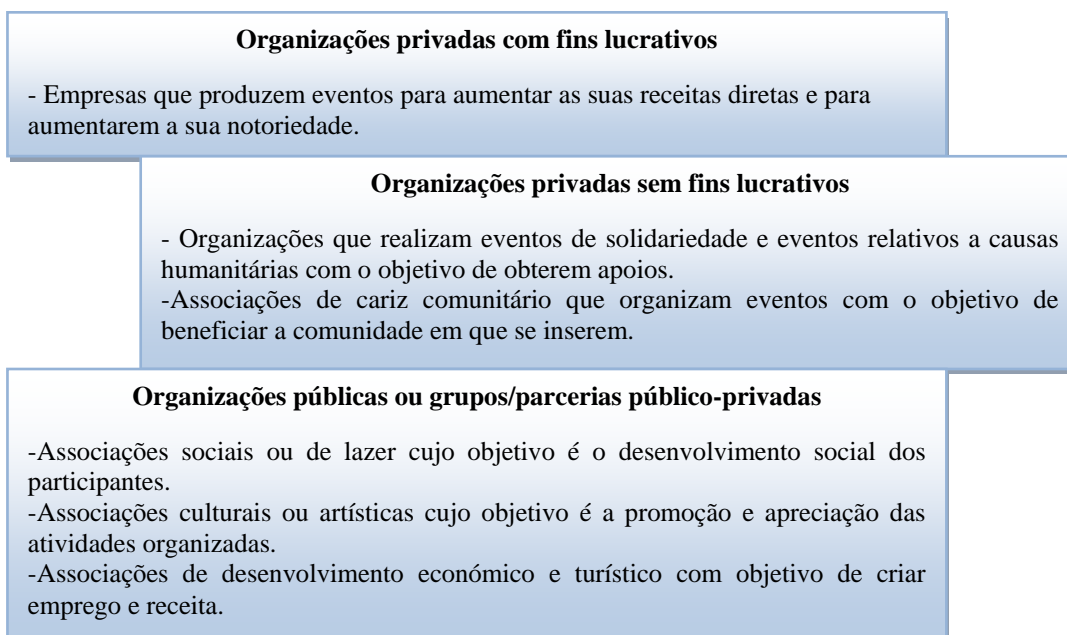 Organizações privadas com fins lucrativos
- Empresas que produzem eventos para aumentar as suas receitas diretas e para
aumentarem a sua notoriedade.
Organizações privadas sem fins lucrativos
- Organizações que realizam eventos de solidariedade e eventos relativos a causas
humanitárias com o objetivo de obterem apoios.
-Associações de cariz comunitário que organizam eventos com o objetivo de
beneficiar a comunidade em que se inserem.
Organizações públicas ou grupos/parcerias público-privadas
-Associações sociais ou de lazer cujo objetivo é o desenvolvimento social dos
participantes.
-Associações culturais ou artísticas cujo objetivo é a promoção e apreciação das
atividades organizadas.
-Associações de desenvolvimento económico e turístico com objetivo de criar
emprego e receita.